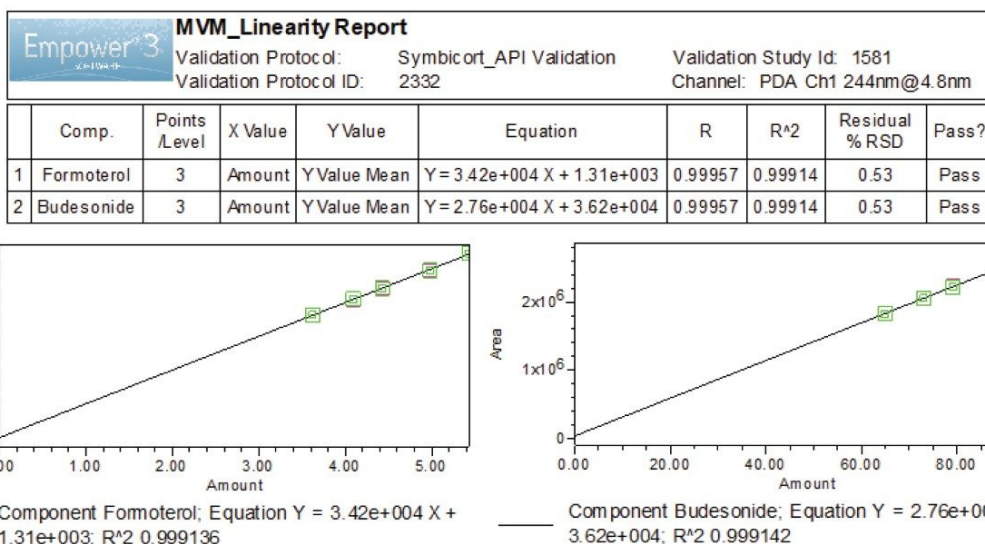 Empower 3
SOFTWARE
MVM_Linearity Report
Validation Protocol: Symbicort_API Validation Validation Study Id: 1581
Validation Protocol ID: 2332 Channel: PDA Ch1 244nm@4.8nm
Comp. Points /Level X Value Y Value Equation R R^2 Residual % RSD Pass?
1 Formoterol 3 Amount Y Value Mean Y = 3.42e+004 X + 1.31e+003 0.99957 0.99914 0.53 Pass
2 Budesonide 3 Amount Y Value Mean Y = 2.76e+004 X + 3.62e+004 0.99957 0.99914 0.53 Pass
00 1.00 2.00 3.00 4.00 5.00
Amount
Component Formoterol; Equation Y = 3.42e+004 X +
1.31e+003; R^2 0.999136
Area
2x10^6
1x10^6
0
0.00 20.00 40.00 60.00 80.00
Amount
Component Budesonide; Equation Y = 2.76e+00
3.62e+004; R^2 0.999142